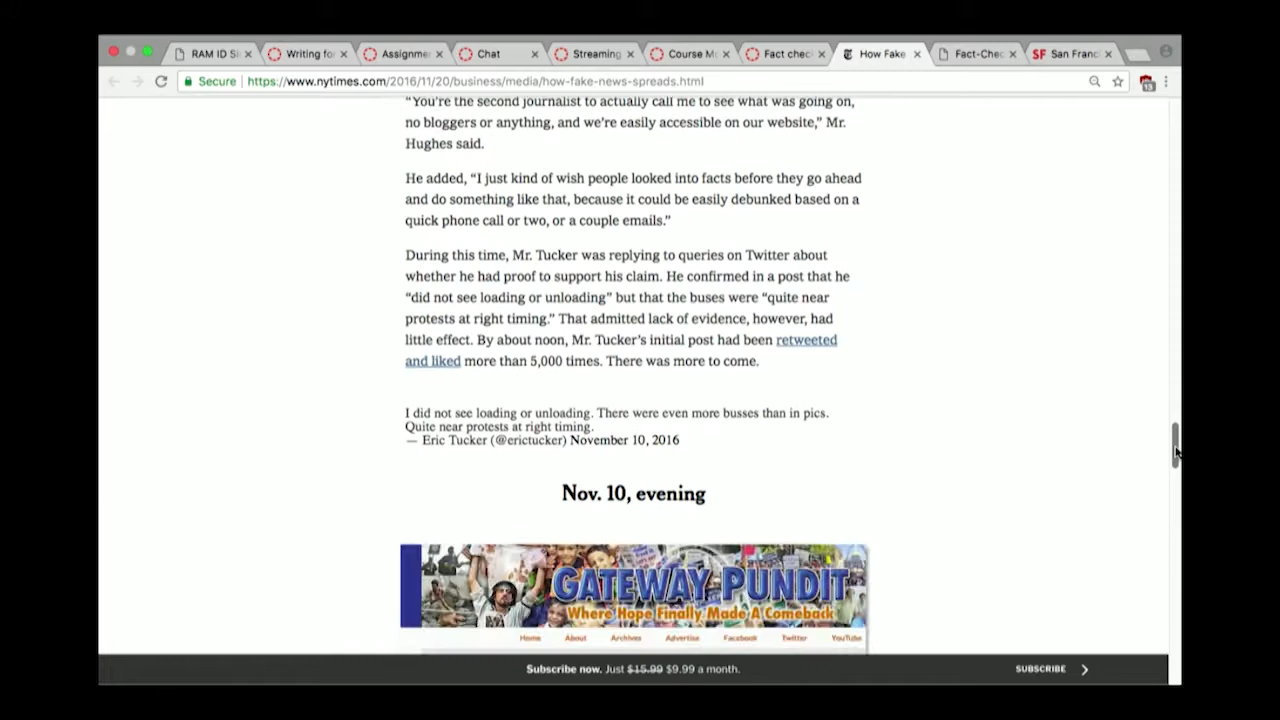 RAM ID Si
Writing for
Assignmen
Chat
Streaming
Course Mo
Fact chec
How Fake
Fact-Chec
San Franc
Secure
https://www.nytimes.com/2016/11/20/business/media/how-fake-news-spreads.html
13
"You're the second journalist to actually call me to see what was going on,
no bloggers or anything, and we're easily accessible on our website," Mr.
Hughes said.
He added, "I just kind of wish people looked into facts before they go ahead
and do something like that, because it could be easily debunked based on a
quick phone call or two, or a couple emails."
During this time, Mr. Tucker was replying to queries on Twitter about
whether he had proof to support his claim. He confirmed in a post that he
"did not see loading or unloading" but that the buses were "quite near
protests at right timing." That admitted lack of evidence, however, had
little effect. By about noon, Mr. Tucker's initial post had been retweeted
and liked more than 5,000 times. There was more to come.
I did not see loading or unloading. There were even more busses than in pics.
Quite near protests at right timing.
— Eric Tucker (@erictucker) November 10, 2016
Nov. 10, evening
GATEWAY PUNDIT
Where Hope Finally Made A Comeback
Home About Archives Advertise Facebook Twitter YouTube
Subscribe now. Just $15.99 $9.99 a month.
SUBSCRIBE